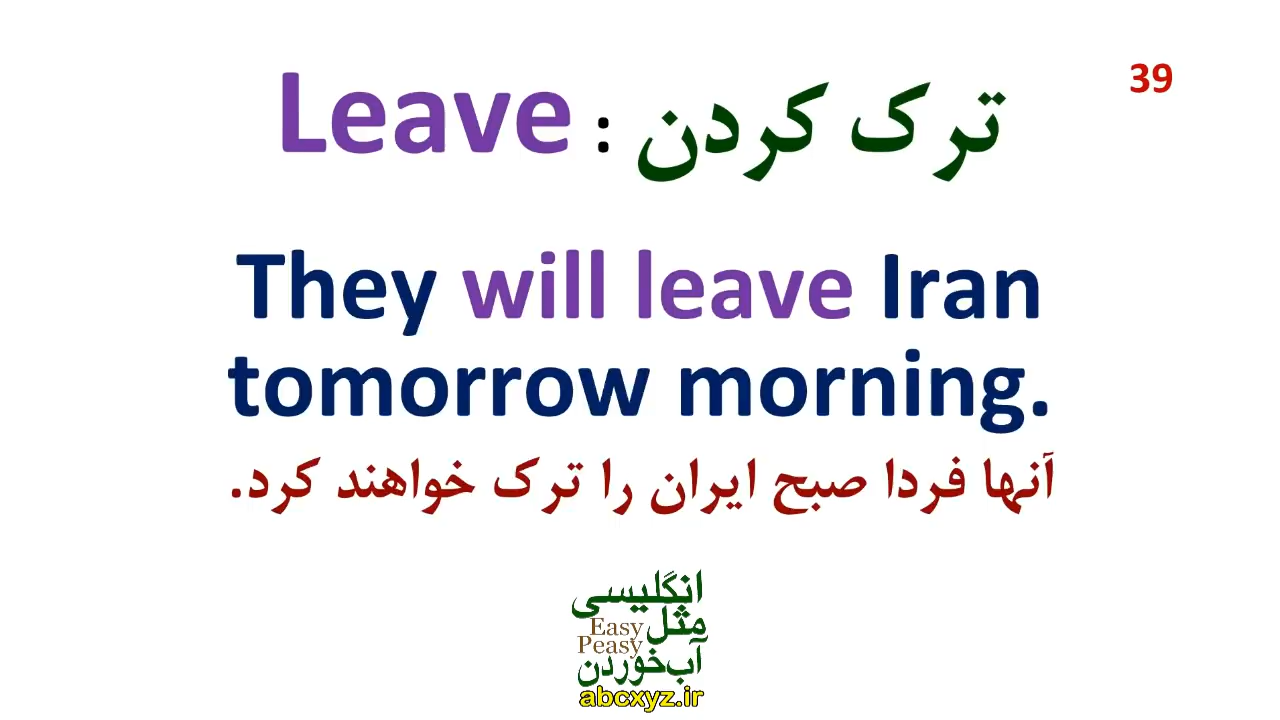 39
Leave : ترک کردن
They will leave Iran
tomorrow morning.
آنها فردا صبح ایران را ترک خواهند کرد.
انگلیسی
مثل Easy
Peasy
آب‌خوردن
abcxyz.ir